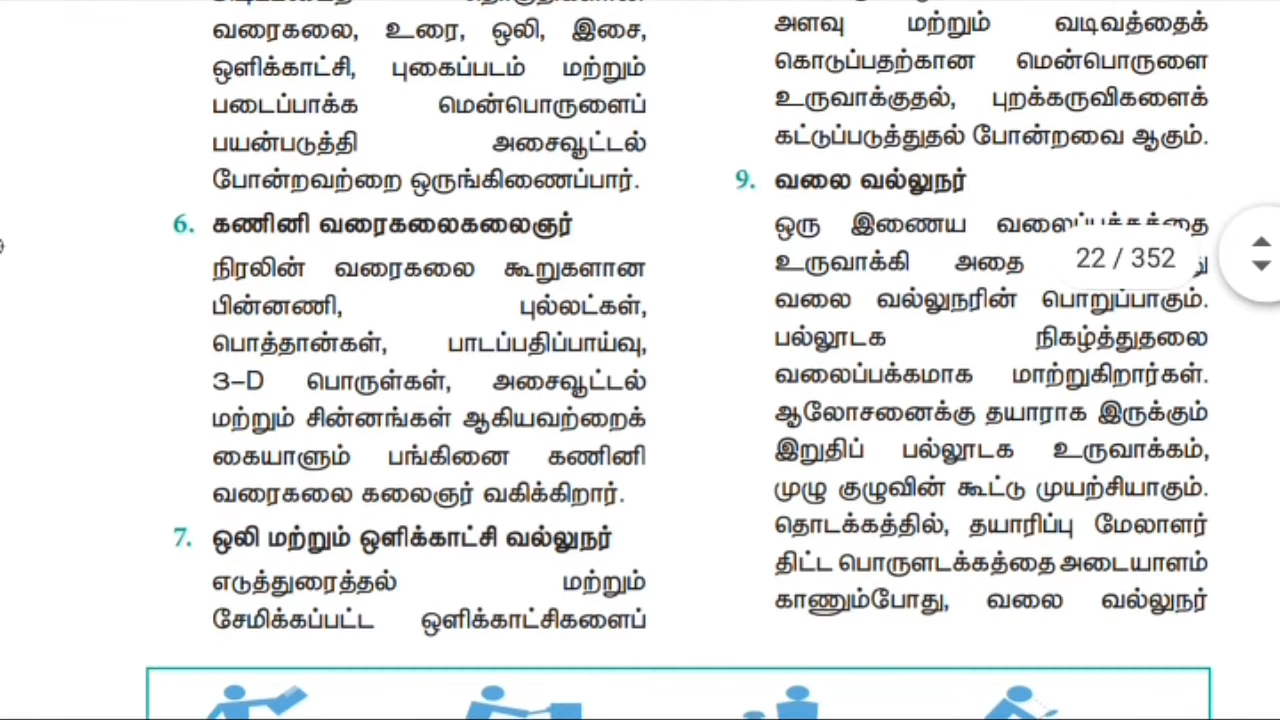 வரைகலை, உரை, ஒலி, இசை,
ஒளிக்காட்சி, புகைப்படம் மற்றும்
படைப்பாக்க மென்பொருளைப்
பயன்படுத்தி அசைவூட்டல்
போன்றவற்றை ஒருங்கிணைப்பார்.
6. கணினி வரைகலைகலைஞர்
நிரலின் வரைகலை கூறுகளான
பின்னணி, புல்லட்கள்,
பொத்தான்கள், பாடப்பதிப்பாய்வு,
3–D பொருள்கள், அசைவூட்டல்
மற்றும் சின்னங்கள் ஆகியவற்றைக்
கையாளும் பங்கினை கணினி
வரைகலை கலைஞர் வகிக்கிறார்.
7. ஒலி மற்றும் ஒளிக்காட்சி வல்லுநர்
எடுத்துரைத்தல் மற்றும்
சேமிக்கப்பட்ட ஒளிக்காட்சிகளைப்
அளவு மற்றும் வடிவத்தைக்
கொடுப்பதற்கான மென்பொருளை
உருவாக்குதல், புறக்கருவிகளைக்
கட்டுப்படுத்துதல் போன்றவை ஆகும்.
9. வலை வல்லுநர்
ஒரு இணைய வலைப்பக்கத்தை
உருவாக்கி அதை
22 / 352
வலை வல்லுநரின் பொறுப்பாகும்.
பல்லூடக நிகழ்த்துதலை
வலைப்பக்கமாக மாற்றுகிறார்கள்.
ஆலோசனைக்கு தயாராக இருக்கும்
இறுதிப் பல்லூடக உருவாக்கம்,
முழு குழுவின் கூட்டு முயற்சியாகும்.
தொடக்கத்தில், தயாரிப்பு மேலாளர்
திட்ட பொருளடக்கத்தை அடையாளம்
காணும்போது, வலை வல்லுநர்